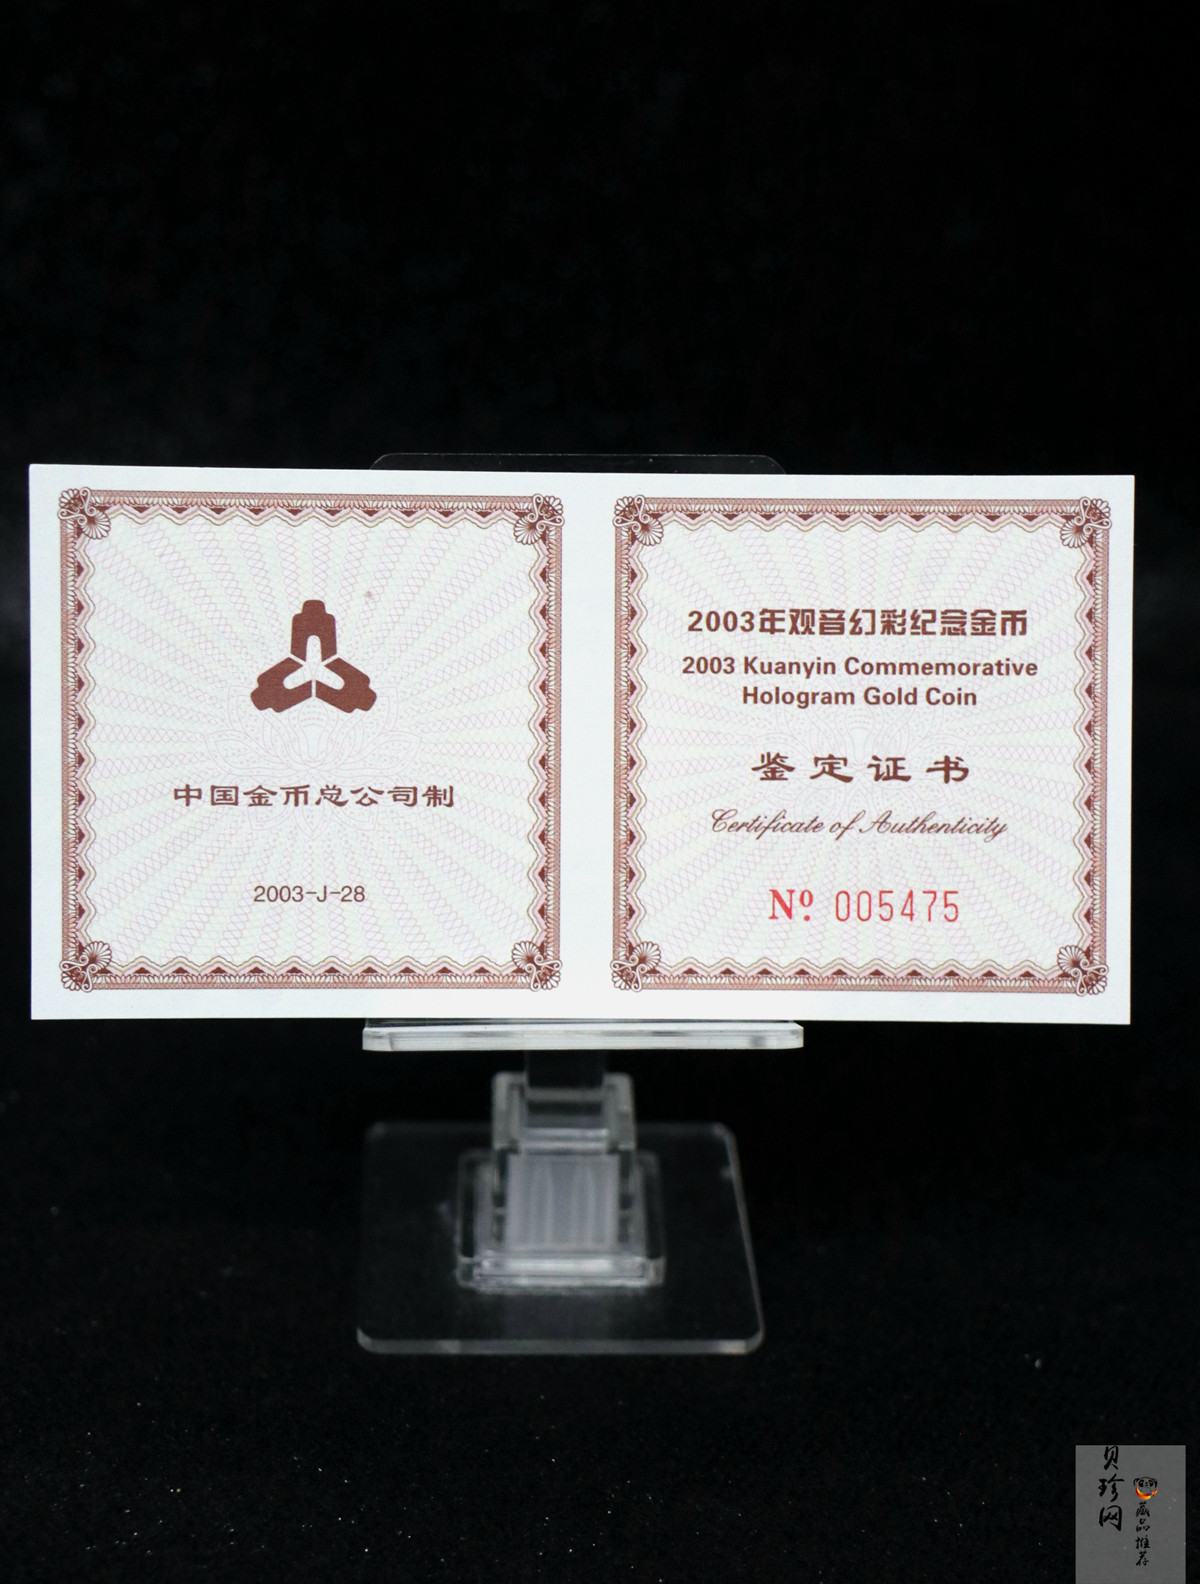 中国金币总公司制
2003-J-28
2003年观音幻彩纪念金币
2003 Kuanyin Commemorative
Hologram Gold Coin
鉴定证书
Certificate of Authenticity
Nº. 005475
贝珍网
藏品推荐